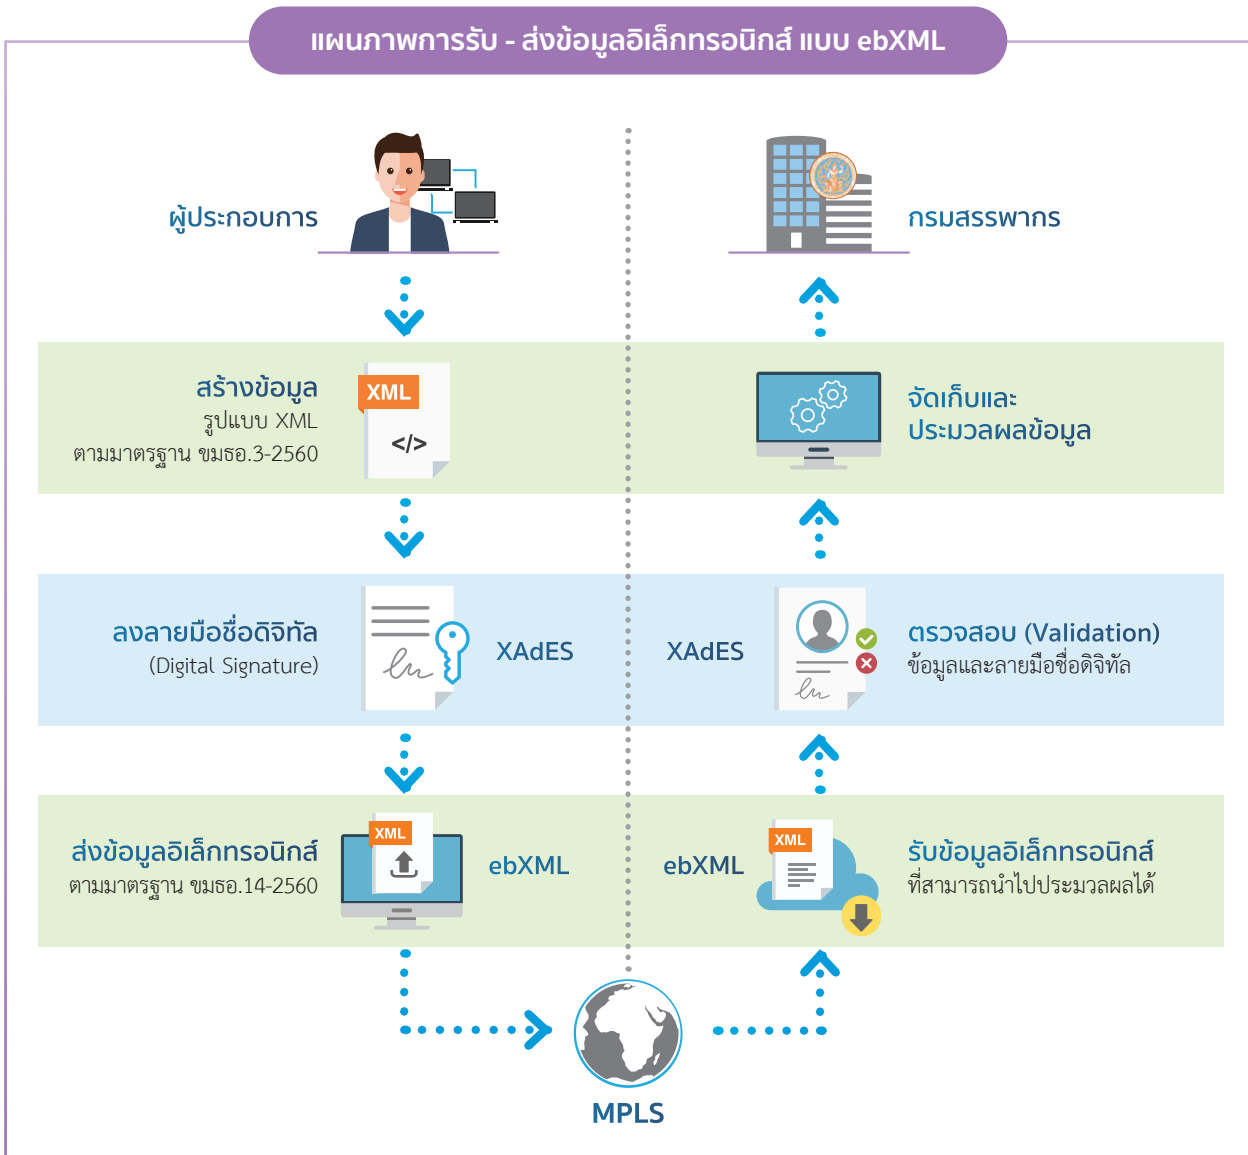 แผนภาพการรับ - ส่งข้อมูลอิเล็กทรอนิกส์ แบบ ebXML
ผู้ประกอบการ
กรมสรรพากร
สร้างข้อมูล
รูปแบบ XML
ตามมาตรฐาน ขมธอ.3-2560
XML
</>
จัดเก็บและ
ประมวลผลข้อมูล
ลงลายมือชื่อดิจิทัล
(Digital Signature)
XAdES
XAdES
ตรวจสอบ (Validation)
ข้อมูลและลายมือชื่อดิจิทัล
ส่งข้อมูลอิเล็กทรอนิกส์
ตามมาตรฐาน ขมธอ.14-2560
XML
ebXML
ebXML
XML
รับข้อมูลอิเล็กทรอนิกส์
ที่สามารถนำไปประมวลผลได้
MPLS